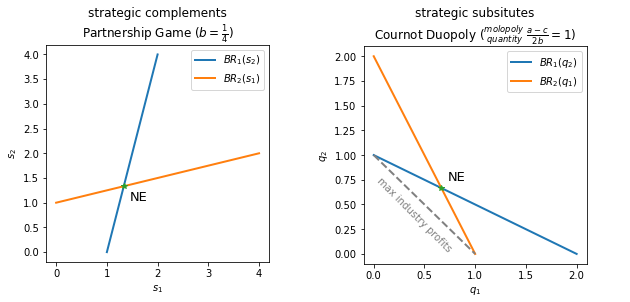 strategic complements
Partnership Game (b = 1/4)
4.0
3.5
3.0
2.5
2.0
1.5
1.0
0.5
0.0
s₂
BR₁(s₂)
BR₂(s₁)
NE
0
1
2
3
4
s₁
strategic subsitutes
Cournot Duopoly (molopoly quantity (a − c)/(2b) = 1)
2.00
1.75
1.50
1.25
1.00
0.75
0.50
0.25
0.00
q₂
BR₁(q₂)
BR₂(q₁)
NE
max industry profits
0.0
0.5
1.0
1.5
2.0
q₁